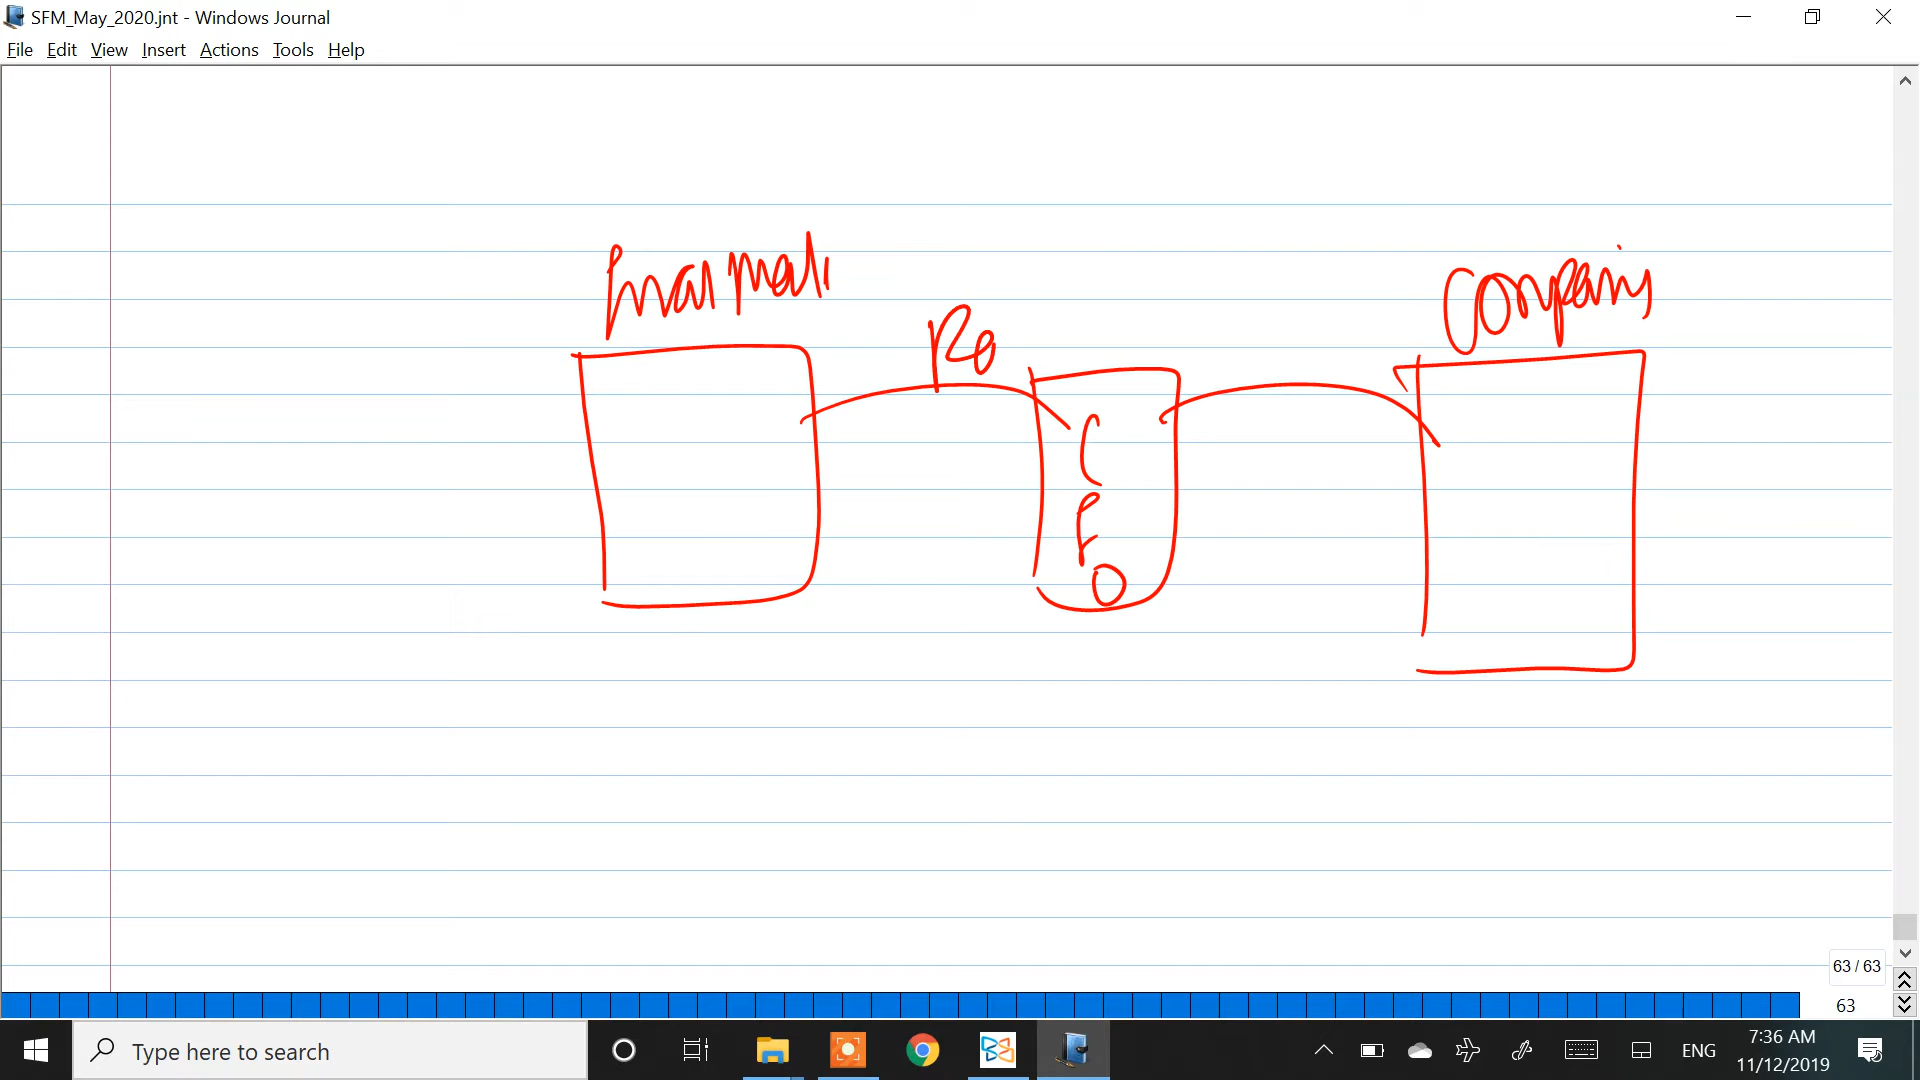 SFM_May_2020.jnt - Windows Journal
File Edit View Insert Actions Tools Help
Company
Ro
C
F
O
63 / 63
63
Type here to search
ENG
7:36 AM
11/12/2019